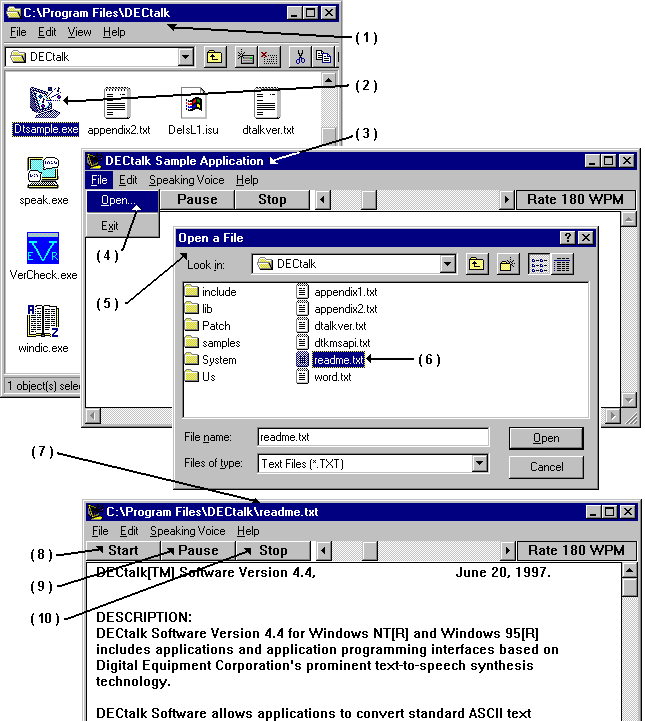 C:\Program Files\DECtalk
File Edit View Help
( 1 )
DECtalk
( 2 )
Dtsample.exe appendix2.txt DeIsL1.isu dtalkver.txt
( 3 )
DECtalk Sample Application
File Edit Speaking Voice Help
speak.exe
Open... Pause Stop Rate 180 WPM
Exit
( 4 )
Open a File
VerCheck.exe
Look in: DECtalk
( 5 )
include appendix1.txt
lib appendix2.txt
Patch dtalkver.txt
samples dtkmsapi.txt
windic.exe
System readme.txt
( 6 )
Us word.txt
1 object(s) selec
File name: readme.txt Open
Files of type: Text Files (*.TXT) Cancel
( 7 )
C:\Program Files\DECtalk\readme.txt
File Edit Speaking Voice Help
( 8 )
Start Pause Stop Rate 180 WPM
( 9 )
DECtalk[TM] Software Version 4.4, June 20, 1997.
( 10 )
DESCRIPTION:
DECtalk Software Version 4.4 for Windows NT[R] and Windows 95[R]
includes applications and application programming interfaces based on
Digital Equipment Corporation's prominent text-to-speech synthesis
technology.
DECtalk Software allows applications to convert standard ASCII text